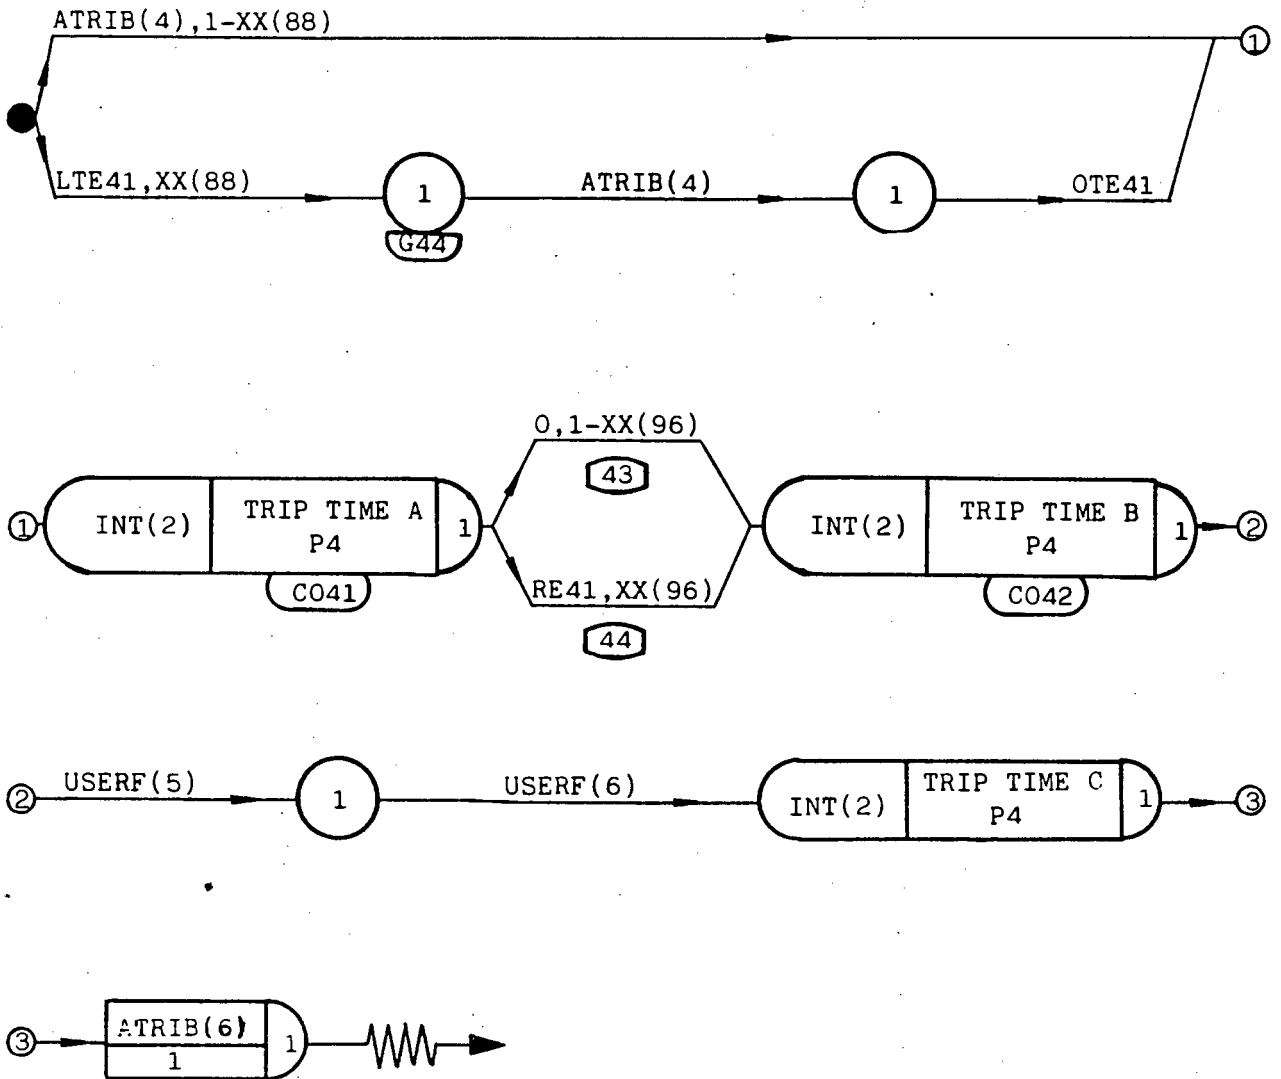 ATRIB(4),1-XX(88)
1
LTE41,XX(88)
1
ATRIB(4)
1
OTE41
G44
0,1-XX(96)
43
1
INT(2)
TRIP TIME A
P4
1
INT(2)
TRIP TIME B
P4
1
2
CO41
RE41,XX(96)
CO42
44
2
USERF(5)
1
USERF(6)
INT(2)
TRIP TIME C
P4
1
3
3
ATRIB(6)
1
1